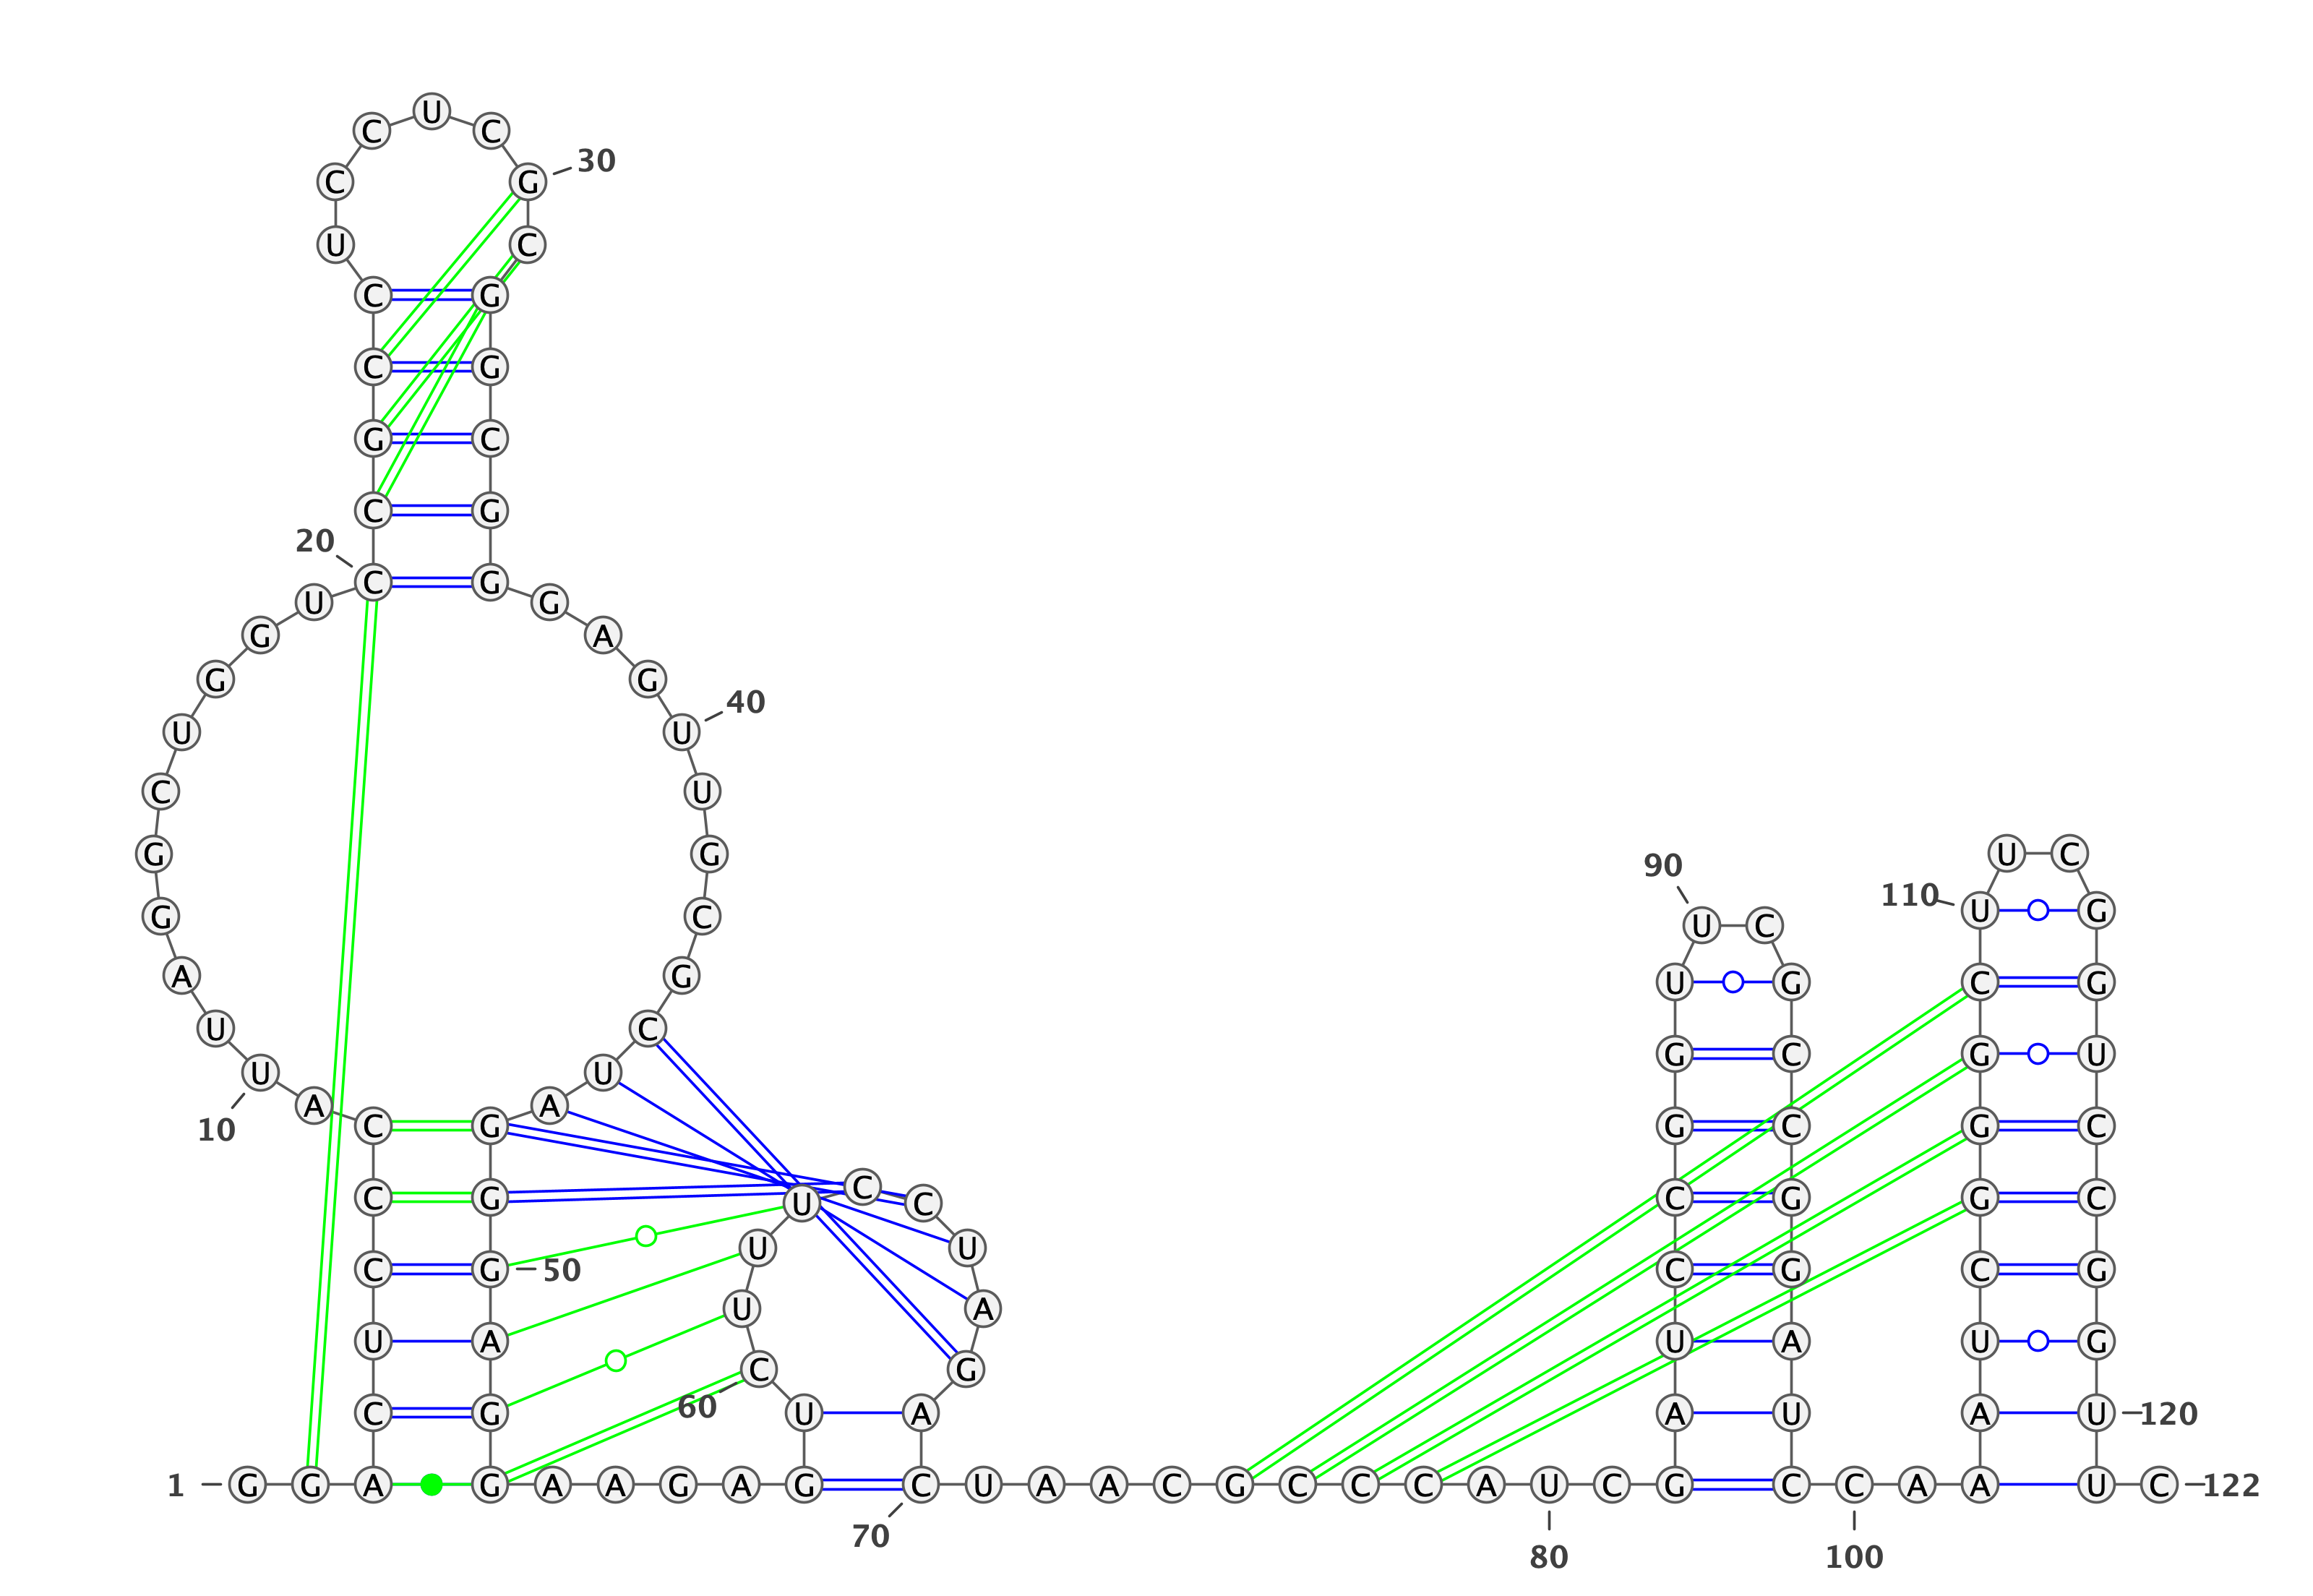 U
C C
30
C G
U C
C G
C G
G C
C G
20
C G
U G
G A
G G
40
U U
C U
G G U C
90
110
U G
G C
U C
A G U G C G
U C
G C G U
U U
A A
C G G C G C
10
C
C G U C C G G C
U U
C G 50 C G C G
U A
U A U A U G
C G
60
C G U A A U A U 120
1 G G A G A A G A G C U A A C G C C C A U C G C C A A U C 122
70
80 100